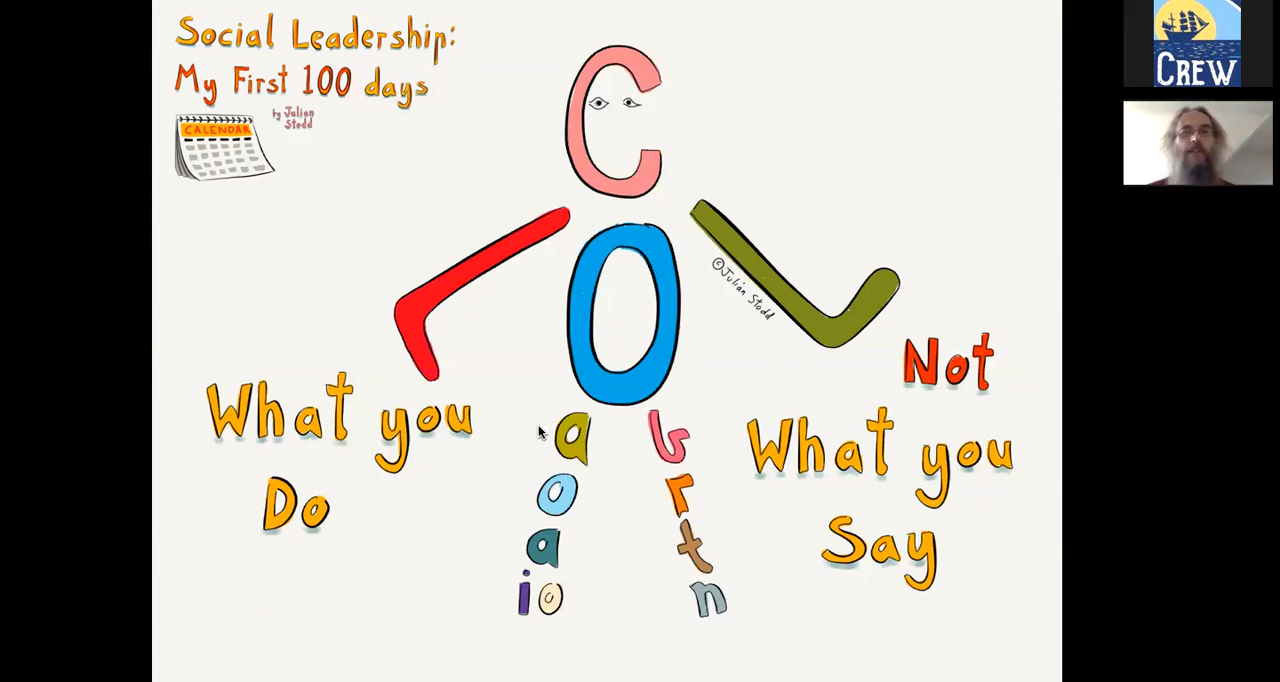 Social Leadership:
My First 100 days
by Julian
Stodd
CALENDAR
C
O
l l
a b
o r
a t
io n
©Julian Stodd
What you
Do
Not
What you
Say
CREW